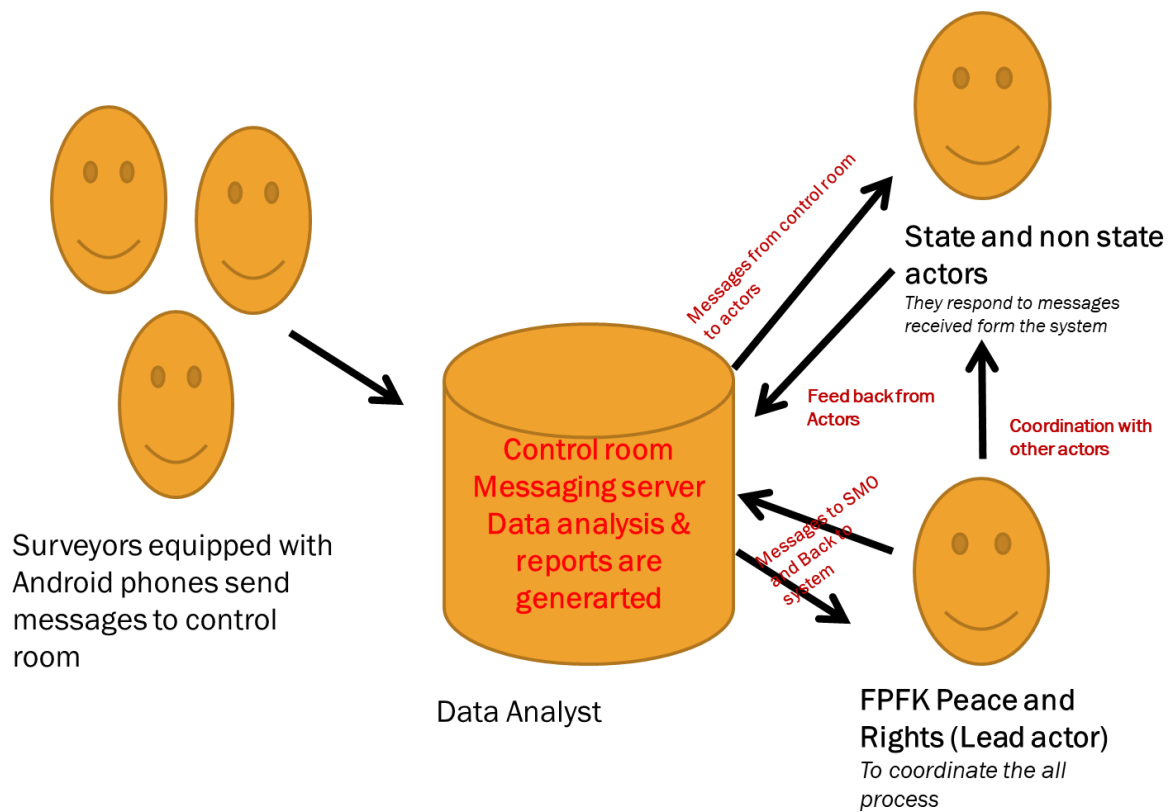 Surveyors equipped with
Android phones send
messages to control
room
Control room
Messaging server
Data analysis &
reports are
generarted
Data Analyst
Messages from control room
to actors
State and non state
actors
They respond to messages
received form the system
Feed back from
Actors
Coordination with
other actors
Messages to SMO
and Back to
system
FPFK Peace and
Rights (Lead actor)
To coordinate the all
process